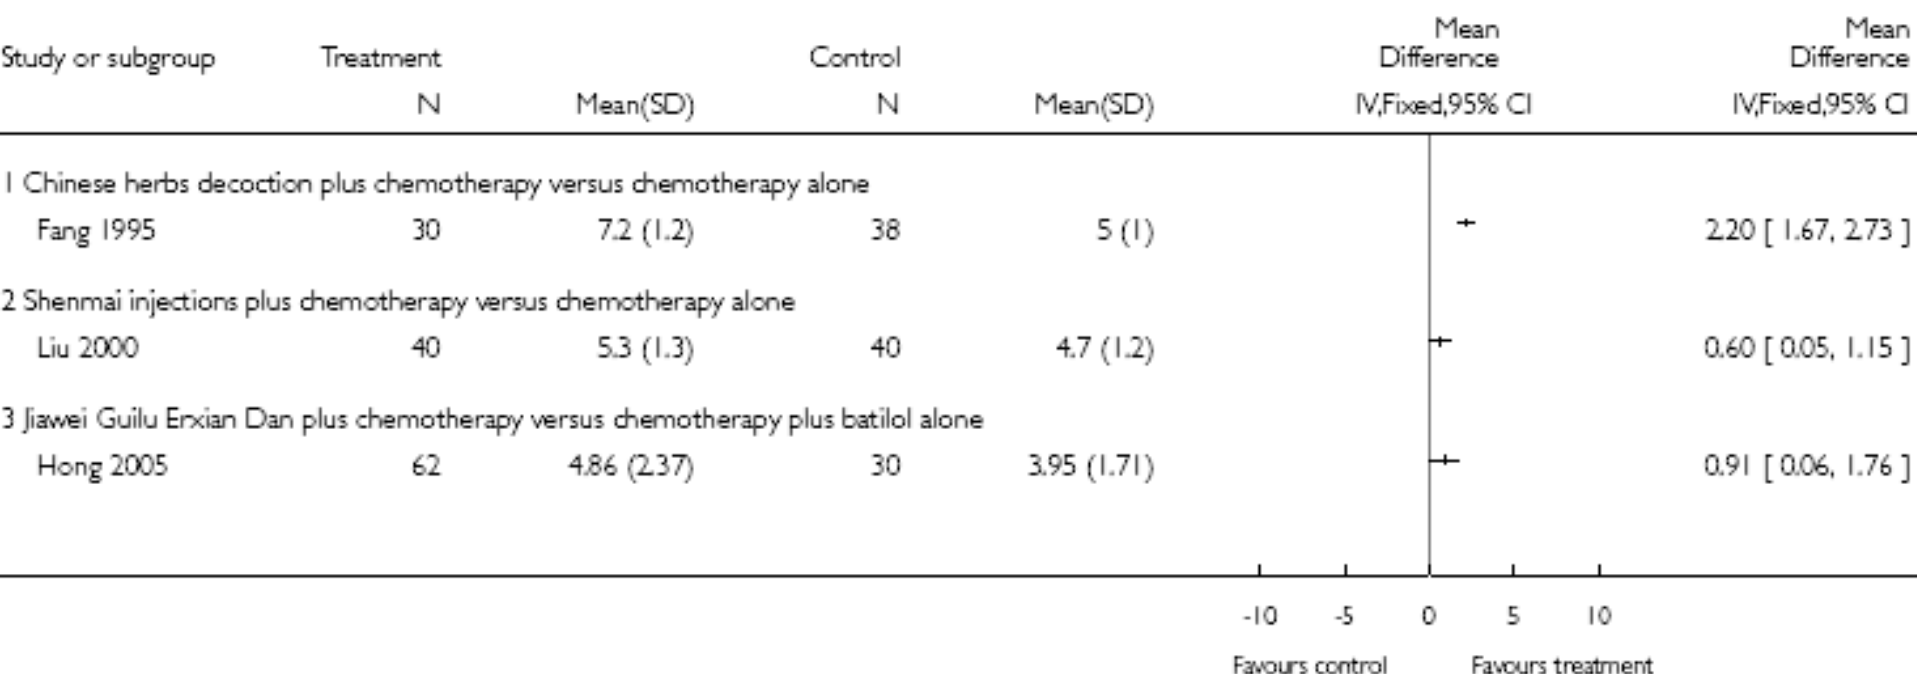 Mean Mean
Study or subgroup Treatment Control Difference Difference
N Mean(SD) N Mean(SD) IV,Fixed,95% CI IV,Fixed,95% CI
1 Chinese herbs decoction plus chemotherapy versus chemotherapy alone
Fang 1995 30 7.2 (1.2) 38 5 (1) 2.20 [ 1.67, 2.73 ]
2 Shenmai injections plus chemotherapy versus chemotherapy alone
Liu 2000 40 5.3 (1.3) 40 4.7 (1.2) 0.60 [ 0.05, 1.15 ]
3 Jiawei Guilu Erxian Dan plus chemotherapy versus chemotherapy plus batilol alone
Hong 2005 62 4.86 (2.37) 30 3.95 (1.71) 0.91 [ 0.06, 1.76 ]
-10 -5 0 5 10
Favours control Favours treatment